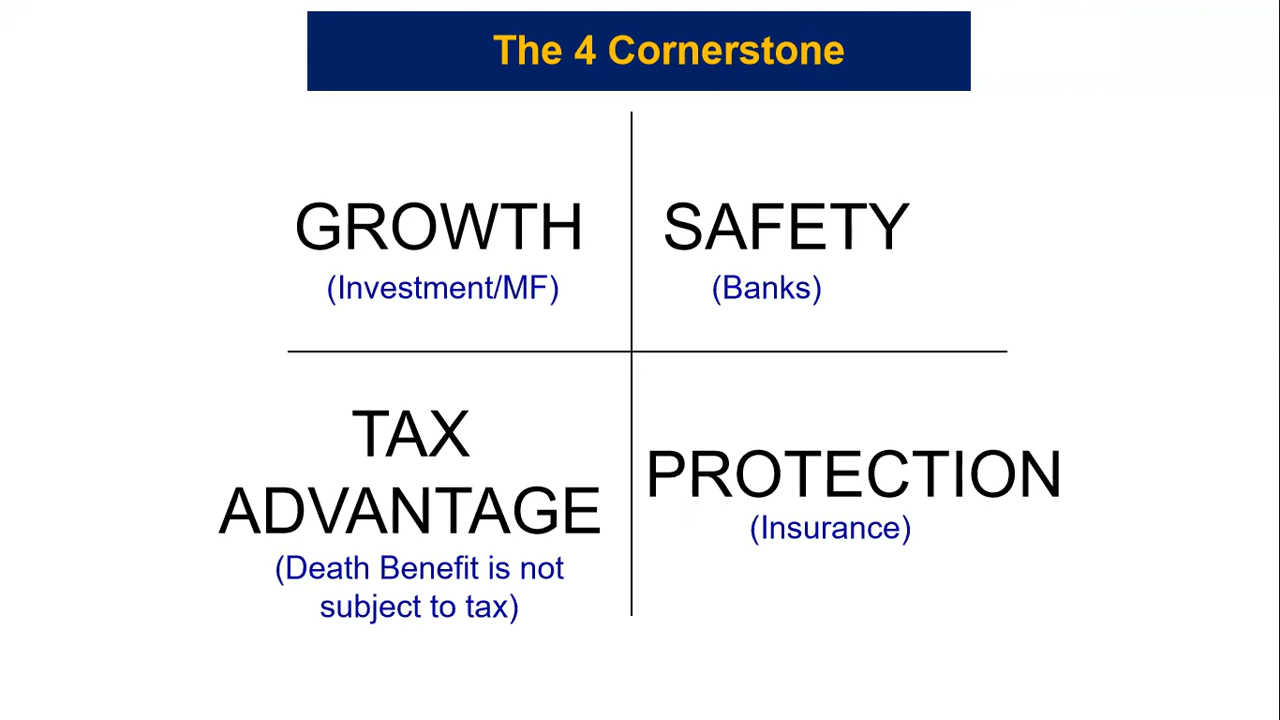 The 4 Cornerstone
GROWTH
(Investment/MF)
SAFETY
(Banks)
TAX
ADVANTAGE
(Death Benefit is not
subject to tax)
PROTECTION
(Insurance)